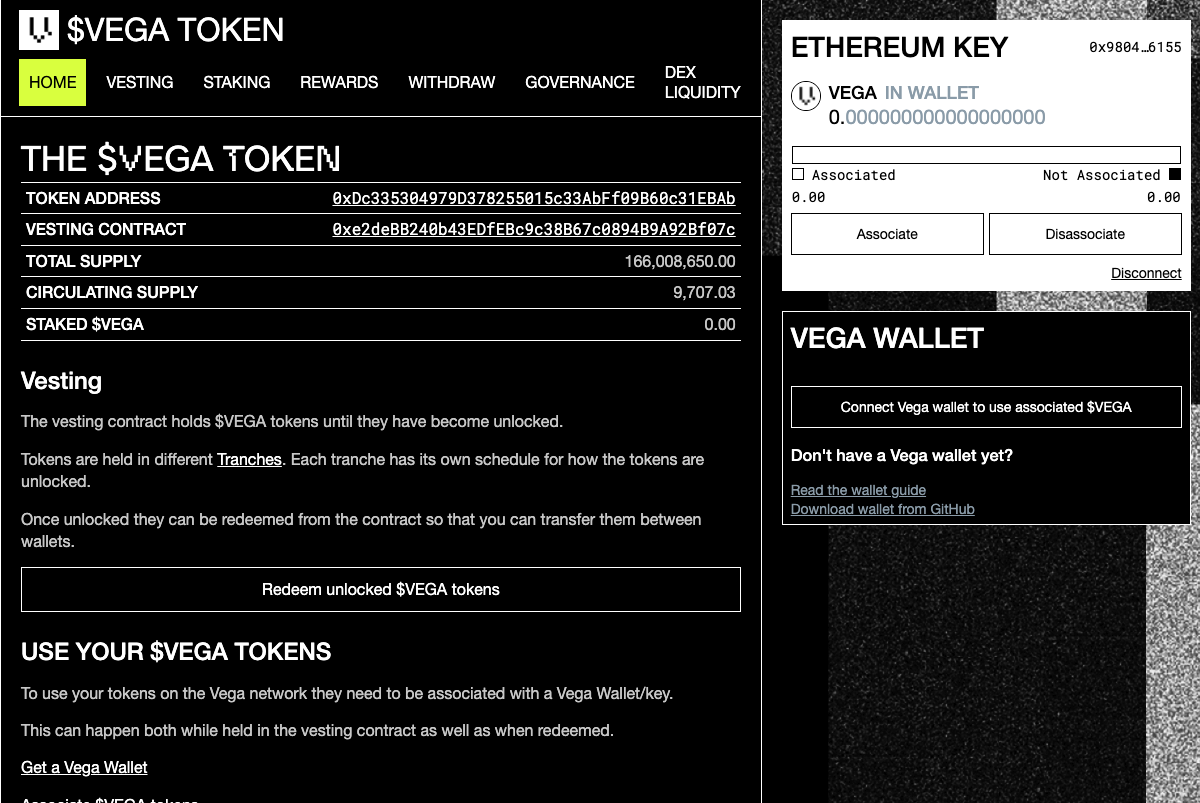 $VEGA TOKEN
HOME VESTING STAKING REWARDS WITHDRAW GOVERNANCE DEX LIQUIDITY
THE $VEGA TOKEN
TOKEN ADDRESS 0xDc335304979D378255015c33AbFf09B60c31EBAb
VESTING CONTRACT 0xe2deBB240b43EDfEBc9c38B67c0894B9A92Bf07c
TOTAL SUPPLY 166,008,650.00
CIRCULATING SUPPLY 9,707.03
STAKED $VEGA 0.00
Vesting
The vesting contract holds $VEGA tokens until they have become unlocked.
Tokens are held in different Tranches. Each tranche has its own schedule for how the tokens are
unlocked.
Once unlocked they can be redeemed from the contract so that you can transfer them between
wallets.
Redeem unlocked $VEGA tokens
USE YOUR $VEGA TOKENS
To use your tokens on the Vega network they need to be associated with a Vega Wallet/key.
This can happen both while held in the vesting contract as well as when redeemed.
Get a Vega Wallet
Associate $VEGA tokens
ETHEREUM KEY 0x9804…6155
VEGA IN WALLET
0.000000000000000000
Associated Not Associated
0.00 0.00
Associate Disassociate
Disconnect
VEGA WALLET
Connect Vega wallet to use associated $VEGA
Don't have a Vega wallet yet?
Read the wallet guide
Download wallet from GitHub